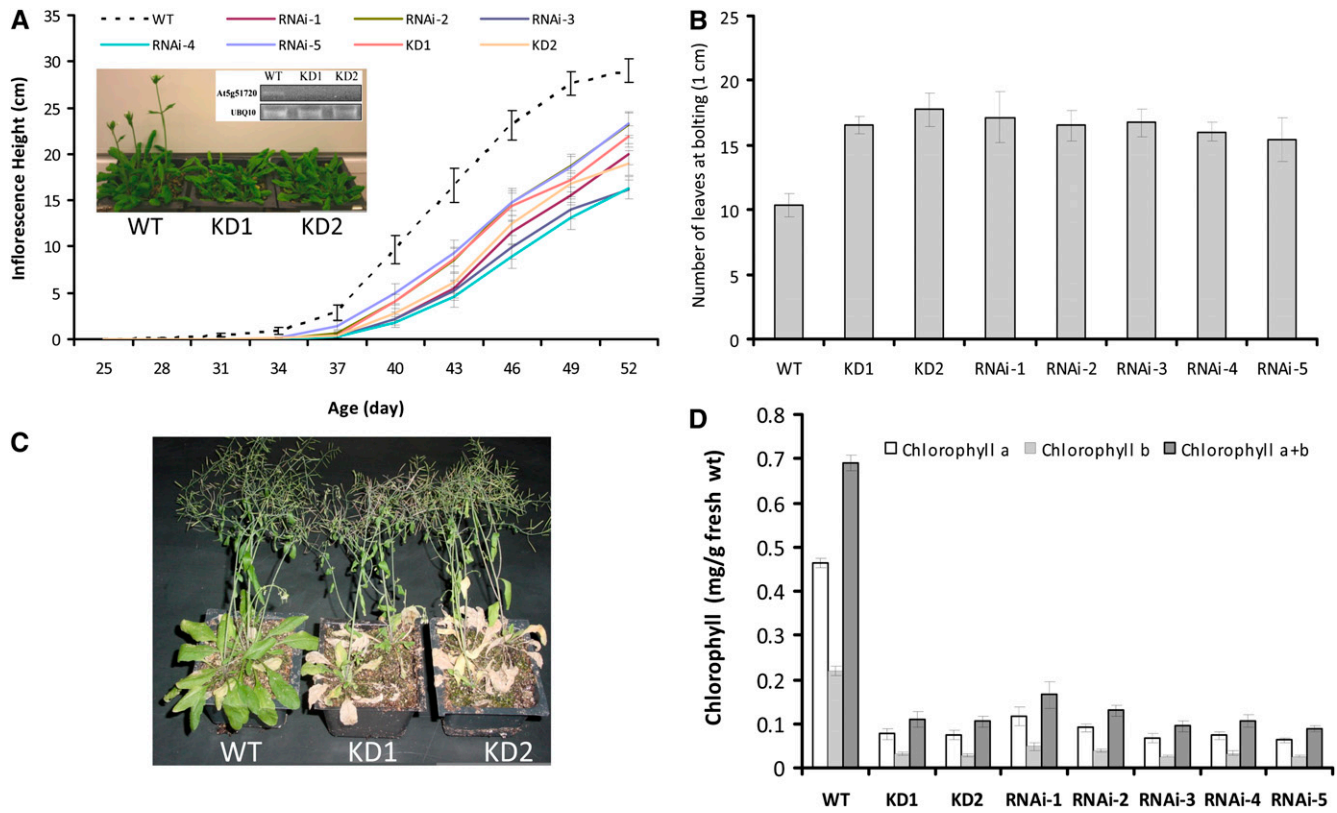 A
WT RNAi-1 RNAi-2 RNAi-3
RNAi-4 RNAi-5 KD1 KD2
Inflorescence Height (cm)
35
30
25
20
15
10
5
0
WT KD1 KD2
At5g51720
UBQ10
WT KD1 KD2
25 28 31 34 37 40 43 46 49 52
Age (day)
B
Number of leaves at bolting (1 cm)
25
20
15
10
5
0
WT KD1 KD2 RNAi-1 RNAi-2 RNAi-3 RNAi-4 RNAi-5
C
WT KD1 KD2
D
Chlorophyll (mg/g fresh wt)
0.8
0.7
0.6
0.5
0.4
0.3
0.2
0.1
0
Chlorophyll a Chlorophyll b Chlorophyll a+b
WT KD1 KD2 RNAi-1 RNAi-2 RNAi-3 RNAi-4 RNAi-5